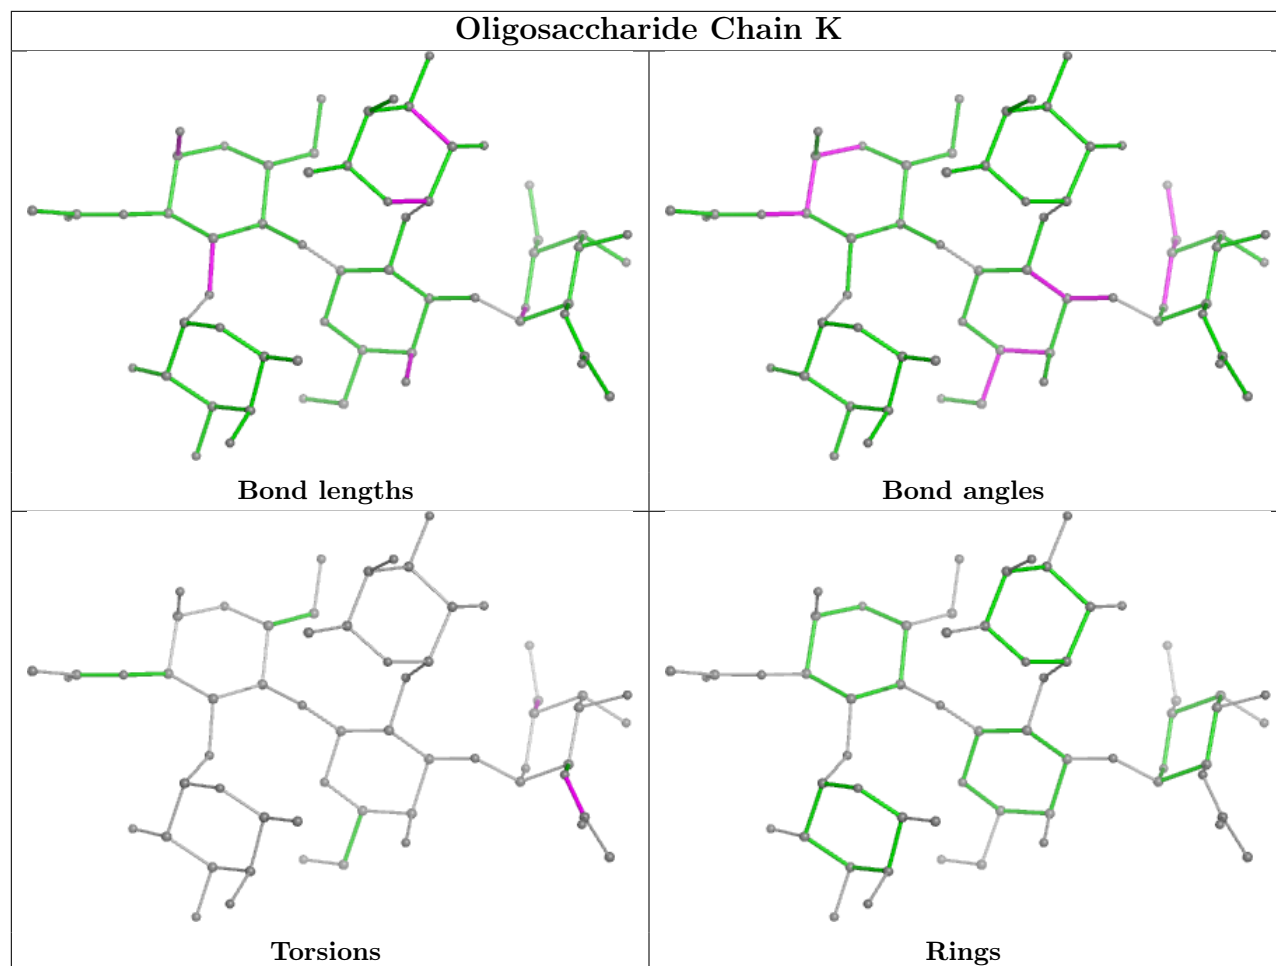 Oligosaccharide Chain K
Bond lengths
Bond angles
Torsions
Rings